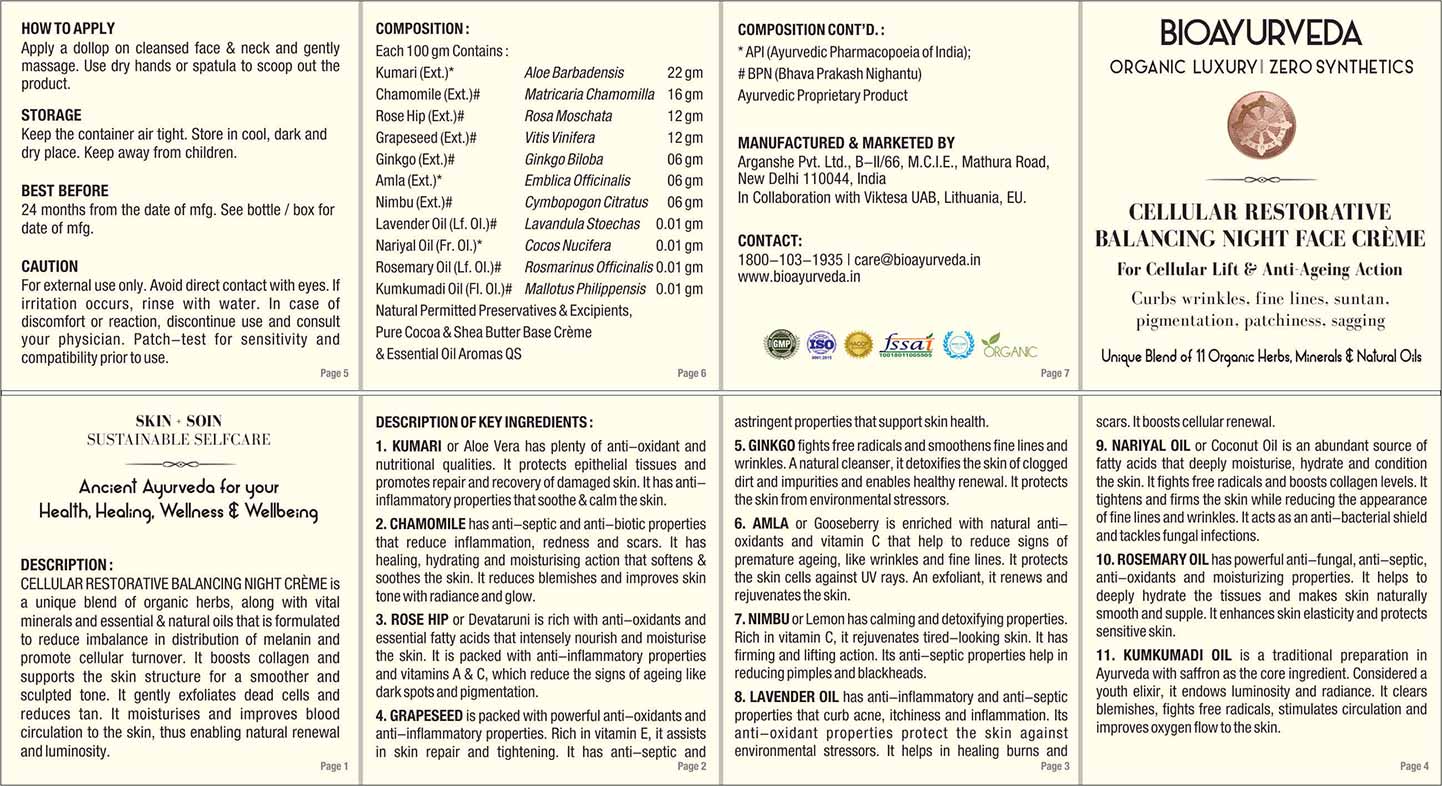 HOW TO APPLY
Apply a dollop on cleansed face & neck and gently
massage. Use dry hands or spatula to scoop out the
product.
STORAGE
Keep the container air tight. Store in cool, dark and
dry place. Keep away from children.
BEST BEFORE
24 months from the date of mfg. See bottle / box for
date of mfg.
CAUTION
For external use only. Avoid direct contact with eyes. If
irritation occurs, rinse with water. In case of
discomfort or reaction, discontinue use and consult
your physician. Patch–test for sensitivity and
compatibility prior to use.
Page 5
COMPOSITION :
Each 100 gm Contains :
Kumari (Ext.)* Aloe Barbadensis 22 gm
Chamomile (Ext.)# Matricaria Chamomilla 16 gm
Rose Hip (Ext.)# Rosa Moschata 12 gm
Grapeseed (Ext.)# Vitis Vinifera 12 gm
Ginkgo (Ext.)# Ginkgo Biloba 06 gm
Amla (Ext.)* Emblica Officinalis 06 gm
Nimbu (Ext.)# Cymbopogon Citratus 06 gm
Lavender Oil (Lf. Ol.)# Lavandula Stoechas 0.01 gm
Nariyal Oil (Fr. Ol.)* Cocos Nucifera 0.01 gm
Rosemary Oil (Lf. Ol.)# Rosmarinus Officinalis 0.01 gm
Kumkumadi Oil (Fl. Ol.)# Mallotus Philippensis 0.01 gm
Natural Permitted Preservatives & Excipients,
Pure Cocoa & Shea Butter Base Crème
& Essential Oil Aromas QS
Page 6
COMPOSITION CONT'D. :
* API (Ayurvedic Pharmacopoeia of India);
# BPN (Bhava Prakash Nighantu)
Ayurvedic Proprietary Product
MANUFACTURED & MARKETED BY
Arganshe Pvt. Ltd., B–II/66, M.C.I.E., Mathura Road,
New Delhi 110044, India
In Collaboration with Viktesa UAB, Lithuania, EU.
CONTACT:
1800–103–1935 | care@bioayurveda.in
www.bioayurveda.in
GMP
ISO
9001:2015
HACCP
fssai
10018011005505
ORGANIC
Page 7
BIOAYURVEDA
ORGANIC LUXURY | ZERO SYNTHETICS
CELLULAR RESTORATIVE
BALANCING NIGHT FACE CRÈME
For Cellular Lift & Anti-Ageing Action
Curbs wrinkles, fine lines, suntan,
pigmentation, patchiness, sagging
Unique Blend of 11 Organic Herbs, Minerals & Natural Oils
SKIN + SOIN
SUSTAINABLE SELFCARE
Ancient Ayurveda for your
Health, Healing, Wellness & Wellbeing
DESCRIPTION :
CELLULAR RESTORATIVE BALANCING NIGHT CRÈME is
a unique blend of organic herbs, along with vital
minerals and essential & natural oils that is formulated
to reduce imbalance in distribution of melanin and
promote cellular turnover. It boosts collagen and
supports the skin structure for a smoother and
sculpted tone. It gently exfoliates dead cells and
reduces tan. It moisturises and improves blood
circulation to the skin, thus enabling natural renewal
and luminosity.
Page 1
DESCRIPTION OF KEY INGREDIENTS :
1. KUMARI or Aloe Vera has plenty of anti–oxidant and
nutritional qualities. It protects epithelial tissues and
promotes repair and recovery of damaged skin. It has anti–
inflammatory properties that soothe & calm the skin.
2. CHAMOMILE has anti–septic and anti–biotic properties
that reduce inflammation, redness and scars. It has
healing, hydrating and moisturising action that softens &
soothes the skin. It reduces blemishes and improves skin
tone with radiance and glow.
3. ROSE HIP or Devataruni is rich with anti–oxidants and
essential fatty acids that intensely nourish and moisturise
the skin. It is packed with anti–inflammatory properties
and vitamins A & C, which reduce the signs of ageing like
dark spots and pigmentation.
4. GRAPESEED is packed with powerful anti–oxidants and
anti–inflammatory properties. Rich in vitamin E, it assists
in skin repair and tightening. It has anti–septic and
Page 2
astringent properties that support skin health.
5. GINKGO fights free radicals and smoothens fine lines and
wrinkles. A natural cleanser, it detoxifies the skin of clogged
dirt and impurities and enables healthy renewal. It protects
the skin from environmental stressors.
6. AMLA or Gooseberry is enriched with natural anti–
oxidants and vitamin C that help to reduce signs of
premature ageing, like wrinkles and fine lines. It protects
the skin cells against UV rays. An exfoliant, it renews and
rejuvenates the skin.
7. NIMBU or Lemon has calming and detoxifying properties.
Rich in vitamin C, it rejuvenates tired–looking skin. It has
firming and lifting action. Its anti–septic properties help in
reducing pimples and blackheads.
8. LAVENDER OIL has anti–inflammatory and anti–septic
properties that curb acne, itchiness and inflammation. Its
anti–oxidant properties protect the skin against
environmental stressors. It helps in healing burns and
Page 3
scars. It boosts cellular renewal.
9. NARIYAL OIL or Coconut Oil is an abundant source of
fatty acids that deeply moisturise, hydrate and condition
the skin. It fights free radicals and boosts collagen levels. It
tightens and firms the skin while reducing the appearance
of fine lines and wrinkles. It acts as an anti–bacterial shield
and tackles fungal infections.
10. ROSEMARY OIL has powerful anti–fungal, anti–septic,
anti–oxidants and moisturizing properties. It helps to
deeply hydrate the tissues and makes skin naturally
smooth and supple. It enhances skin elasticity and protects
sensitive skin.
11. KUMKUMADI OIL is a traditional preparation in
Ayurveda with saffron as the core ingredient. Considered a
youth elixir, it endows luminosity and radiance. It clears
blemishes, fights free radicals, stimulates circulation and
improves oxygen flow to the skin.
Page 4